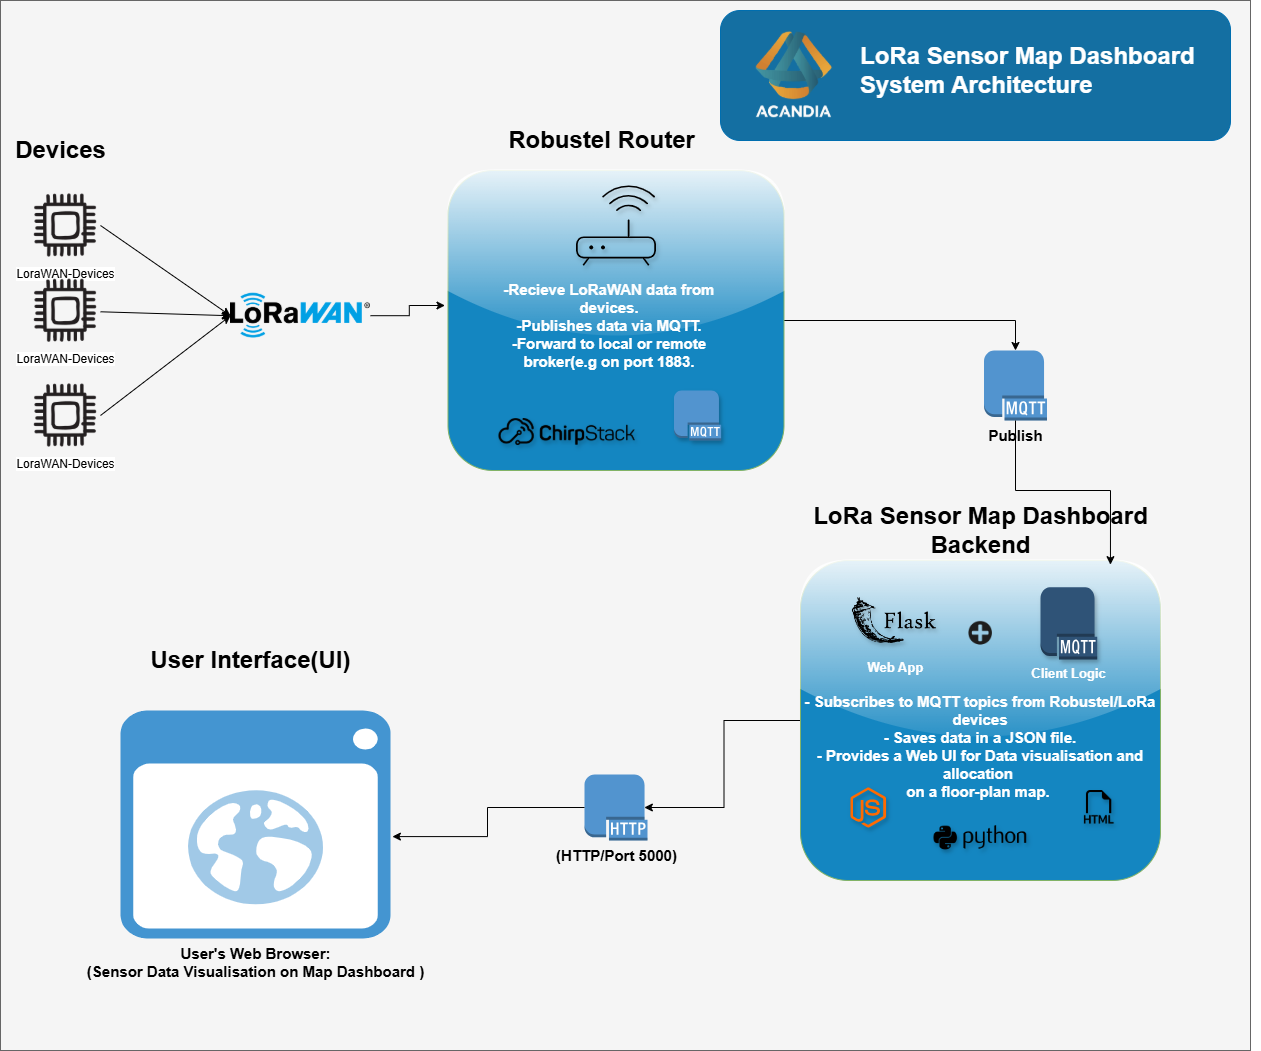 ACANDIA
LoRa Sensor Map Dashboard
System Architecture
Devices
LoraWAN-Devices
LoraWAN-Devices
LoraWAN-Devices
LoRaWAN®
Robustel Router
-Recieve LoRaWAN data from
devices.
-Publishes data via MQTT.
-Forward to local or remote
broker(e.g on port 1883.
ChirpStack
MQTT
MQTT
Publish
LoRa Sensor Map Dashboard
Backend
Flask
Web App
MQTT
Client Logic
- Subscribes to MQTT topics from Robustel/LoRa
devices
- Saves data in a JSON file.
- Provides a Web UI for Data visualisation and
allocation
on a floor-plan map.
JS
python
HTML
HTTP
(HTTP/Port 5000)
User Interface(UI)
User's Web Browser:
(Sensor Data Visualisation on Map Dashboard )